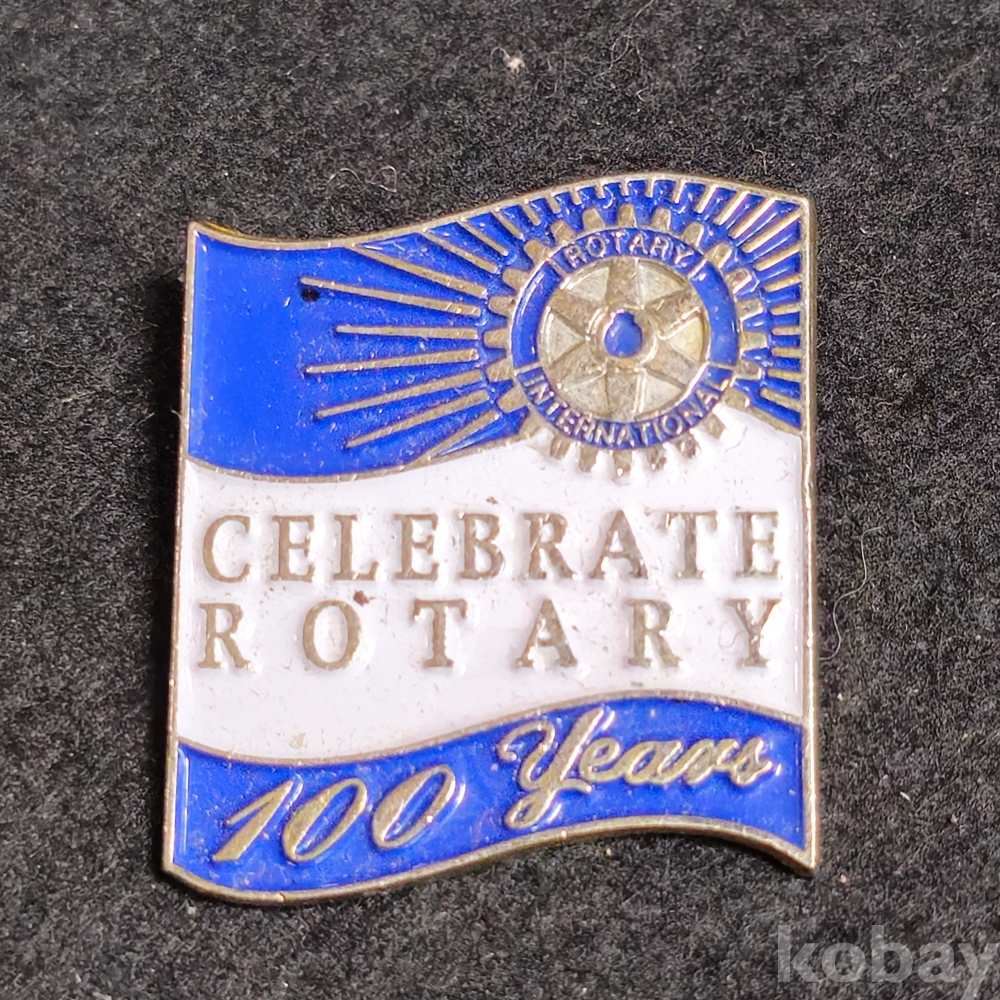 ROTARY
INTERNATIONAL
CELEBRATE
ROTARY
100 Years
kobay